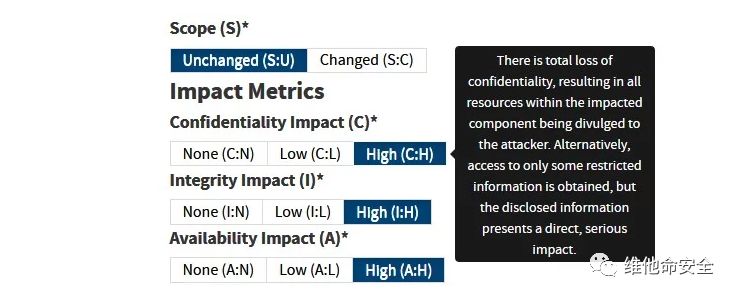 Scope (S)*
Unchanged (S:U) Changed (S:C)
Impact Metrics
Confidentiality Impact (C)*
None (C:N) Low (C:L) High (C:H)
Integrity Impact (I)*
None (I:N) Low (I:L) High (I:H)
Availability Impact (A)*
None (A:N) Low (A:L) High (A:H)
There is total loss of
confidentiality, resulting in all
resources within the impacted
component being divulged to
the attacker. Alternatively,
access to only some restricted
information is obtained, but
the disclosed information
presents a direct, serious
impact.
维他命安全